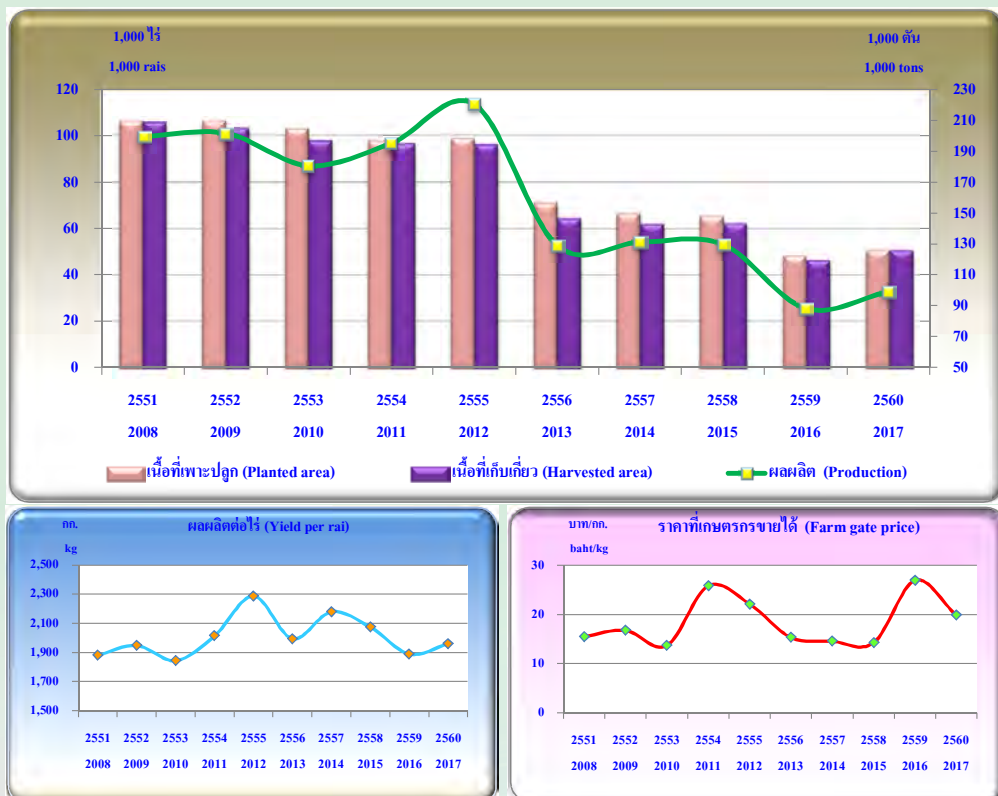 1,000 ไร่ 1,000 ตัน
1,000 rais 1,000 tons
120 230
100 210
80 190
60 170
40 150
20 130
0 110
90
70
50
2551 2552 2553 2554 2555 2556 2557 2558 2559 2560
2008 2009 2010 2011 2012 2013 2014 2015 2016 2017
เนื้อที่เพาะปลูก (Planted area) เนื้อที่เก็บเกี่ยว (Harvested area) ผลผลิต (Production)
กก. ผลผลิตต่อไร่ (Yield per rai)
kg
2,500
2,300
2,100
1,900
1,700
1,500
2551 2552 2553 2554 2555 2556 2557 2558 2559 2560
2008 2009 2010 2011 2012 2013 2014 2015 2016 2017
บาท/กก. ราคาที่เกษตรกรขายได้ (Farm gate price)
baht/kg
30
20
10
0
2551 2552 2553 2554 2555 2556 2557 2558 2559 2560
2008 2009 2010 2011 2012 2013 2014 2015 2016 2017